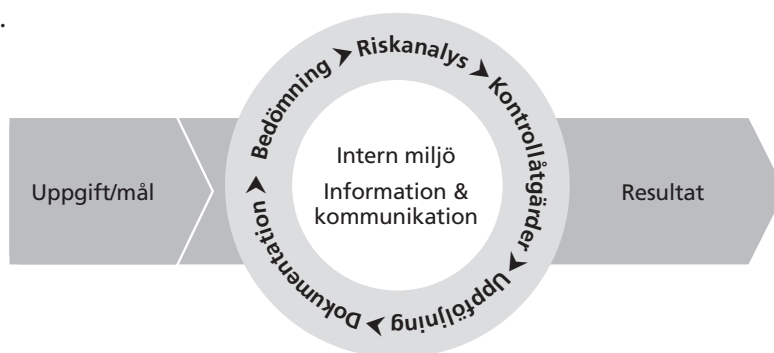 .
Uppgift/mål
Bedömning
Riskanalys
Kontrollåtgärder
Uppföljning
Dokumentation
Intern miljö
Information &
kommunikation
Resultat